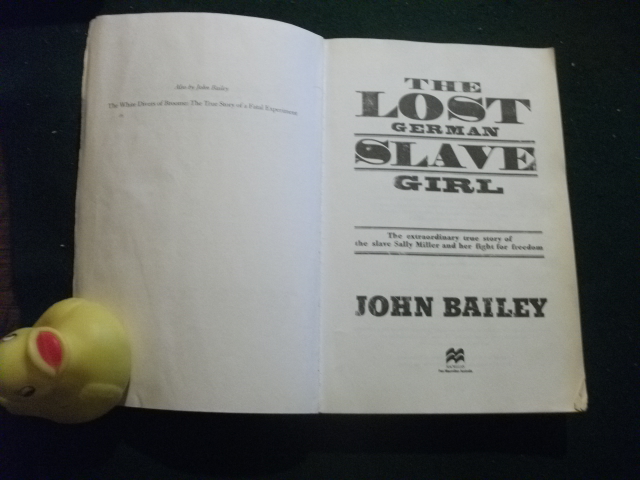 Also by John Bailey
The White Divers of Broome: The True Story of a Fatal Experiment
THE
LOST
GERMAN
SLAVE
GIRL
The extraordinary true story of
the slave Sally Miller and her fight for freedom
JOHN BAILEY